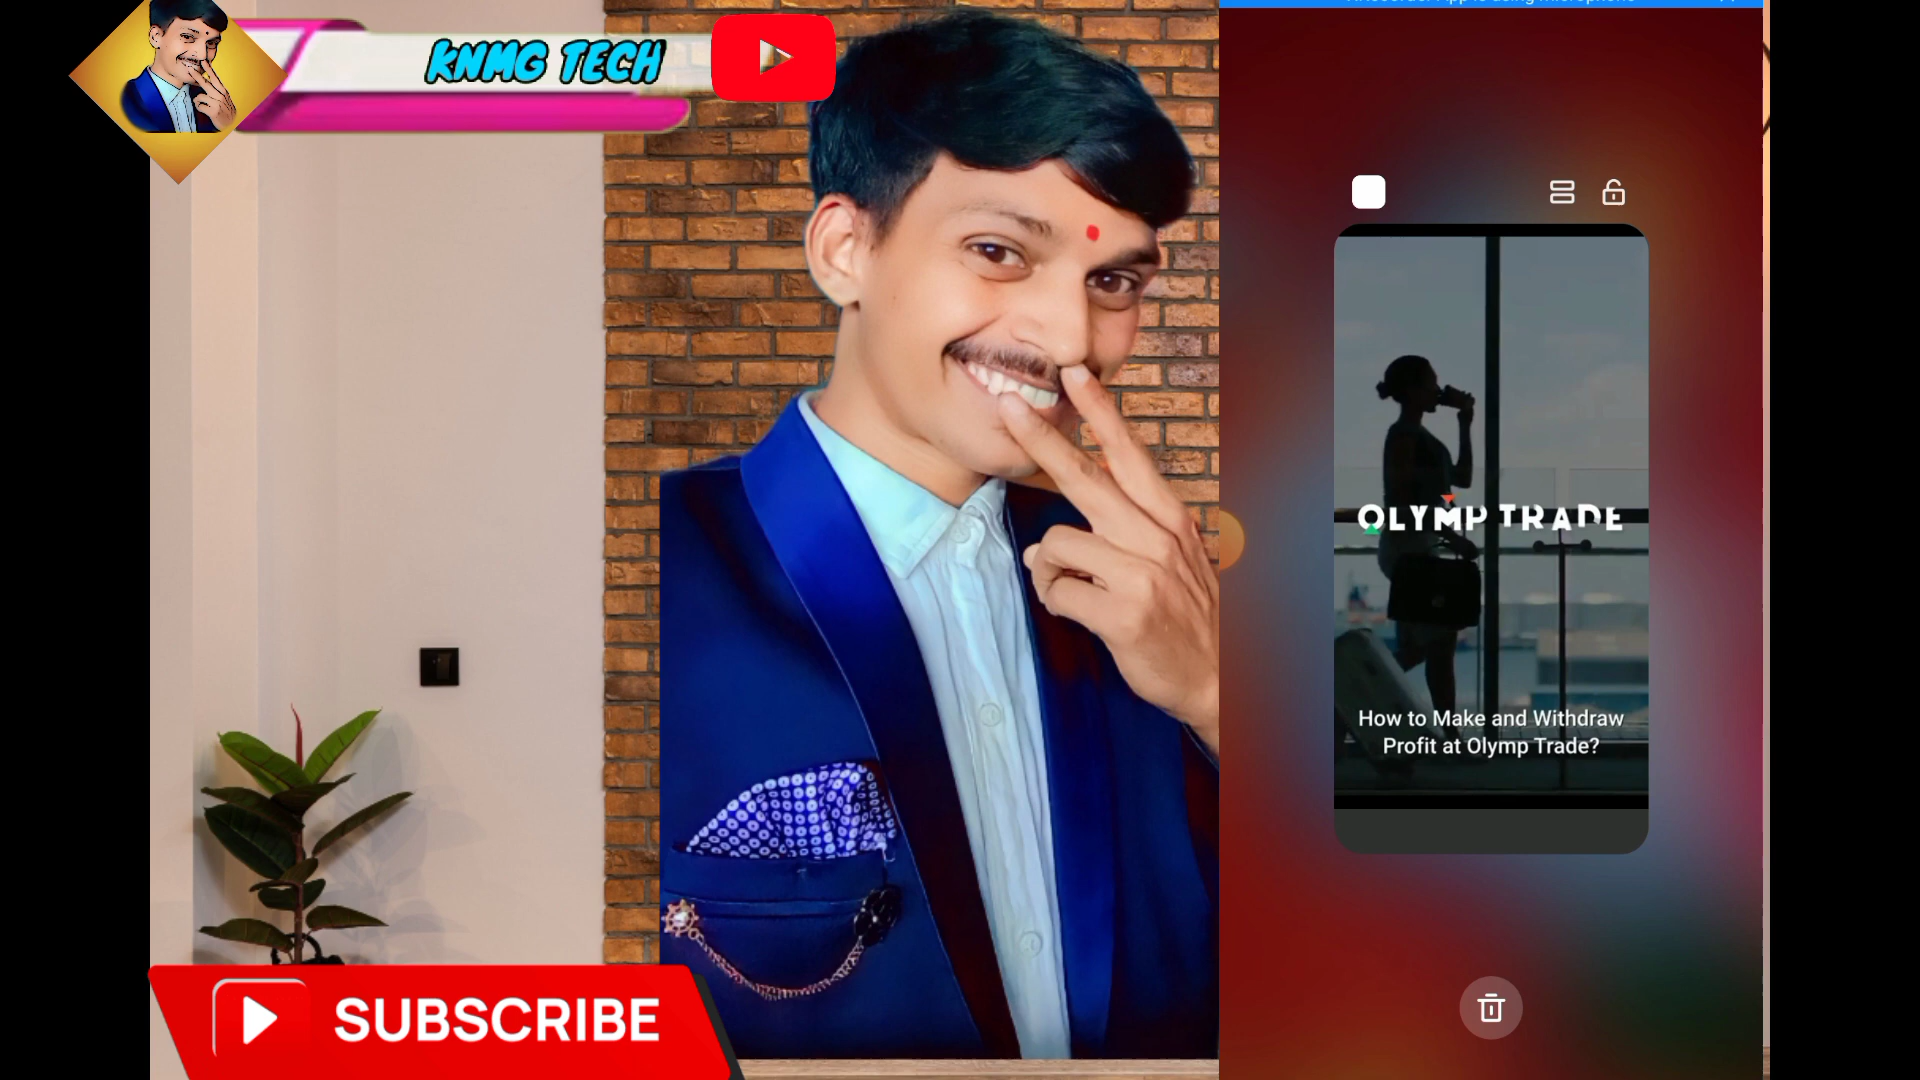 KNMG TECH
OLYMP TRADE
How to Make and Withdraw
Profit at Olymp Trade?
SUBSCRIBE